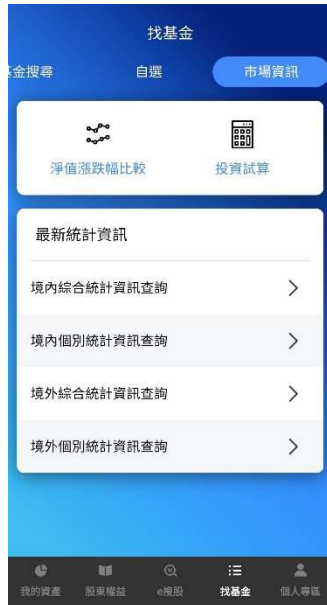 找基金
金搜尋 自選 市場資訊
淨值漲跌幅比較 投資試算
最新統計資訊
境內綜合統計資訊查詢
境內個別統計資訊查詢
境外綜合統計資訊查詢
境外個別統計資訊查詢
我的資產 股東權益 e搜股 找基金 個人專區